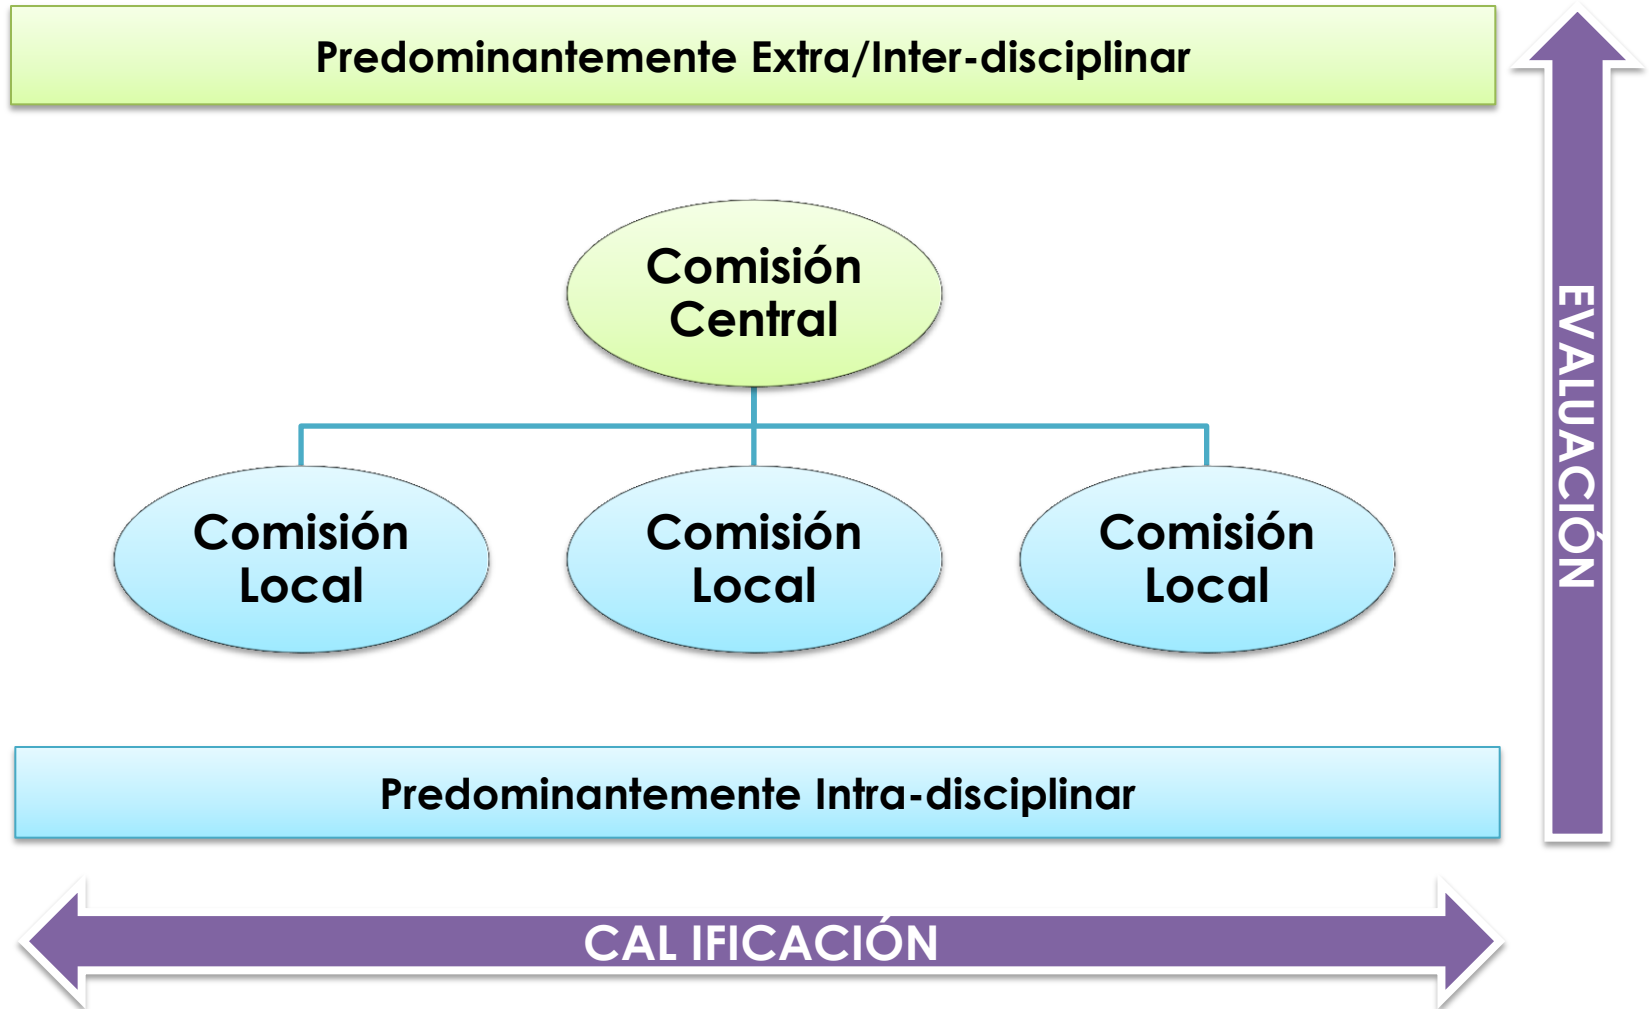 Predominantemente Extra/Inter-disciplinar
Comisión
Central
Comisión
Local
Comisión
Local
Comisión
Local
EVALUACIÓN
Predominantemente Intra-disciplinar
CAL IFICACIÓN